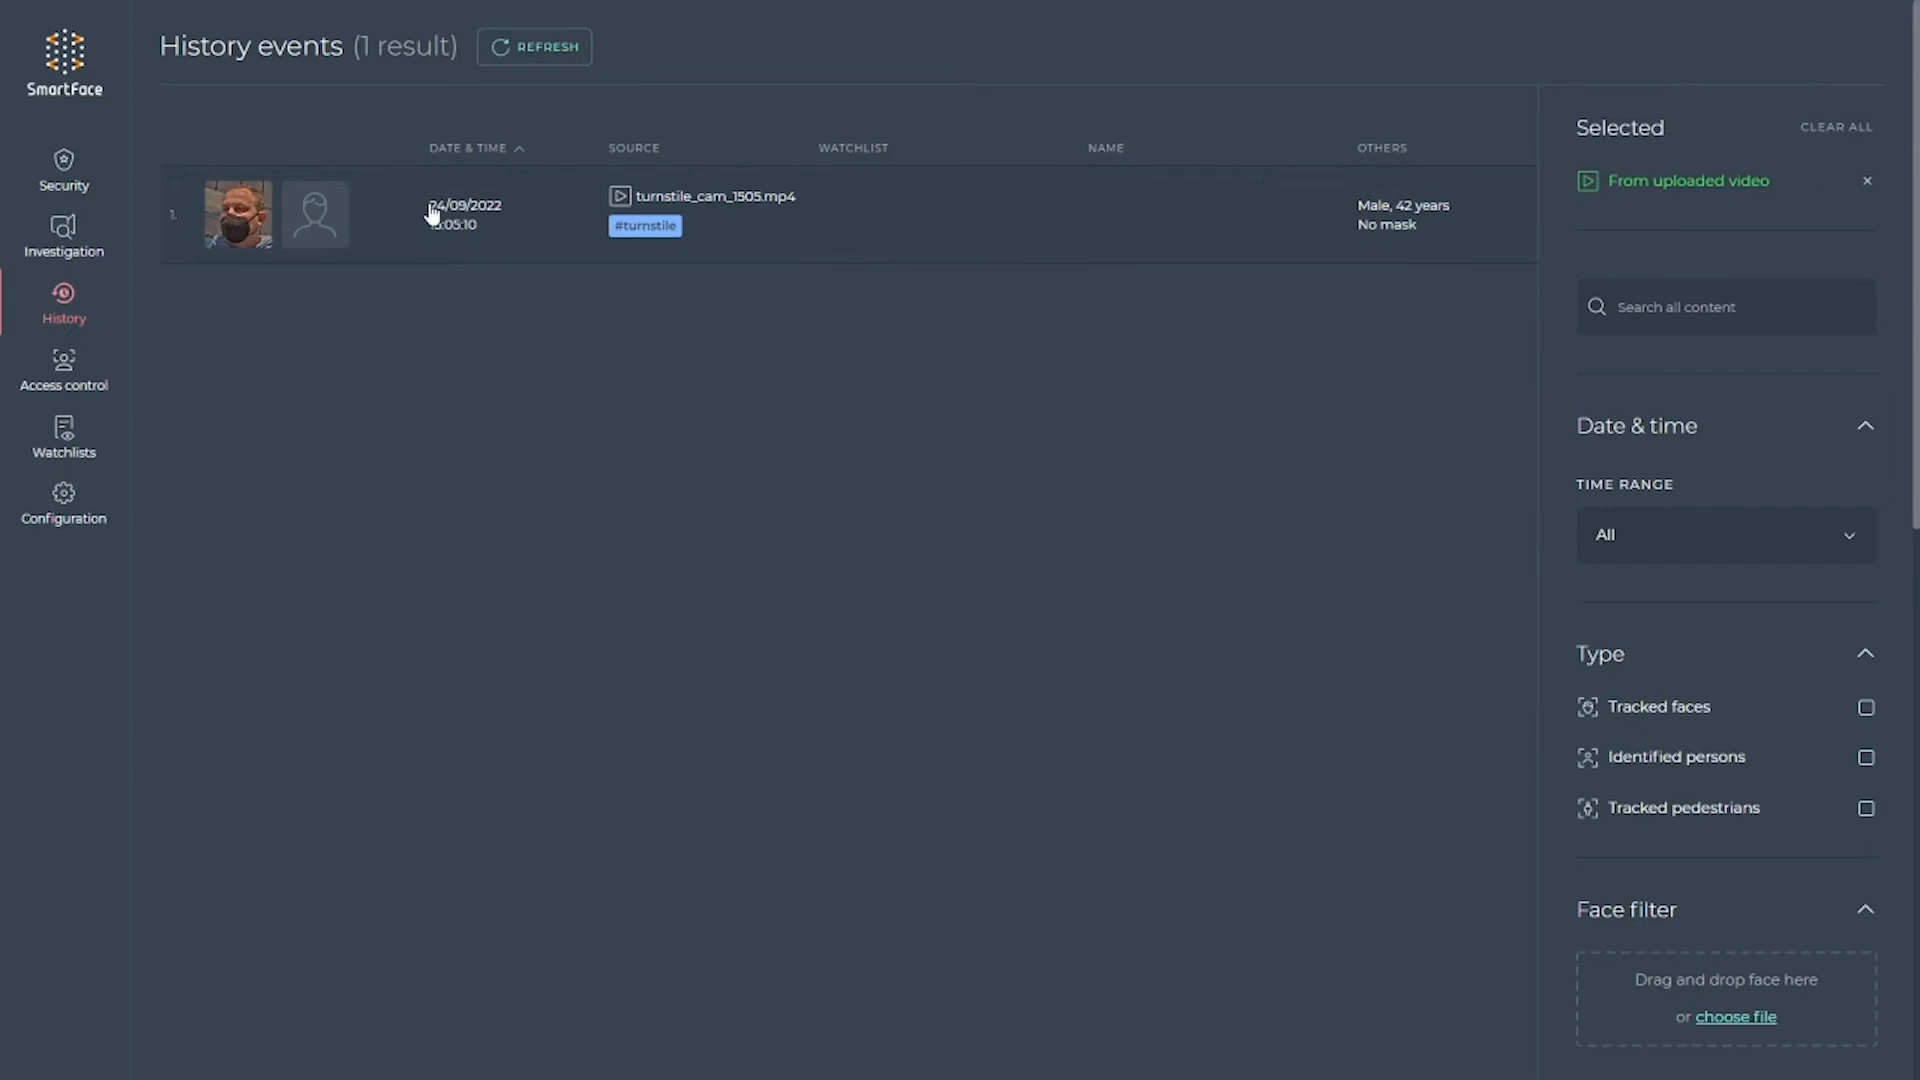 SmartFace
Security
Investigation
History
Access control
Watchlists
Configuration
History events (1 result)
REFRESH
DATE & TIME
SOURCE
WATCHLIST
NAME
OTHERS
1.
24/09/2022
15:05:10
turnstile_cam_1505.mp4
#turnstile
Male, 42 years
No mask
Selected
CLEAR ALL
From uploaded video
Search all content
Date & time
TIME RANGE
All
Type
Tracked faces
Identified persons
Tracked pedestrians
Face filter
Drag and drop face here
or choose file